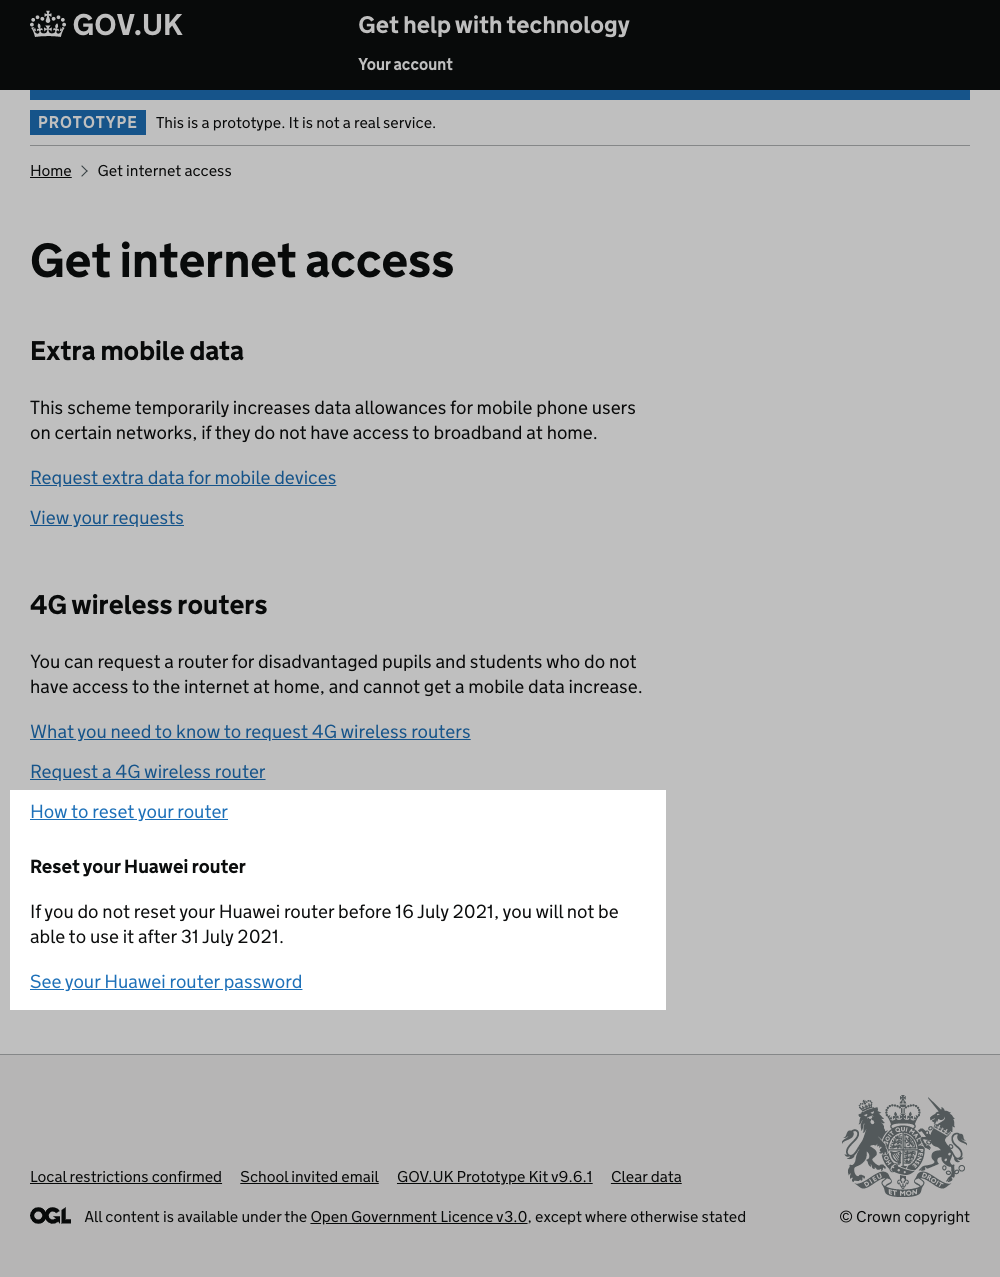 GOV.UK
Get help with technology
Your account
PROTOTYPE This is a prototype. It is not a real service.
Home > Get internet access
Get internet access
Extra mobile data
This scheme temporarily increases data allowances for mobile phone users
on certain networks, if they do not have access to broadband at home.
Request extra data for mobile devices
View your requests
4G wireless routers
You can request a router for disadvantaged pupils and students who do not
have access to the internet at home, and cannot get a mobile data increase.
What you need to know to request 4G wireless routers
Request a 4G wireless router
How to reset your router
Reset your Huawei router
If you do not reset your Huawei router before 16 July 2021, you will not be
able to use it after 31 July 2021.
See your Huawei router password
Local restrictions confirmed School invited email GOV.UK Prototype Kit v9.6.1 Clear data
OGL All content is available under the Open Government Licence v3.0, except where otherwise stated
DIEU ET MON DROIT
© Crown copyright